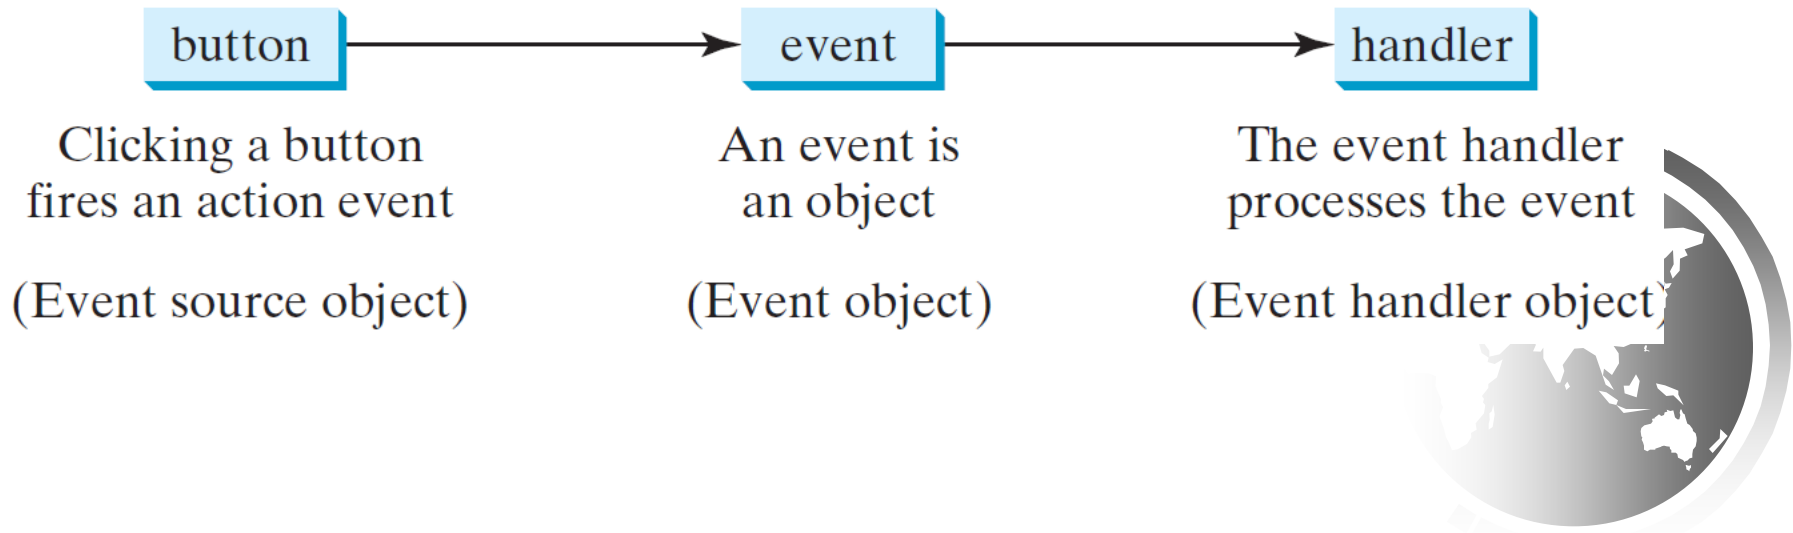 button
event
handler
Clicking a button
fires an action event
(Event source object)
An event is
an object
(Event object)
The event handler
processes the event
(Event handler object)